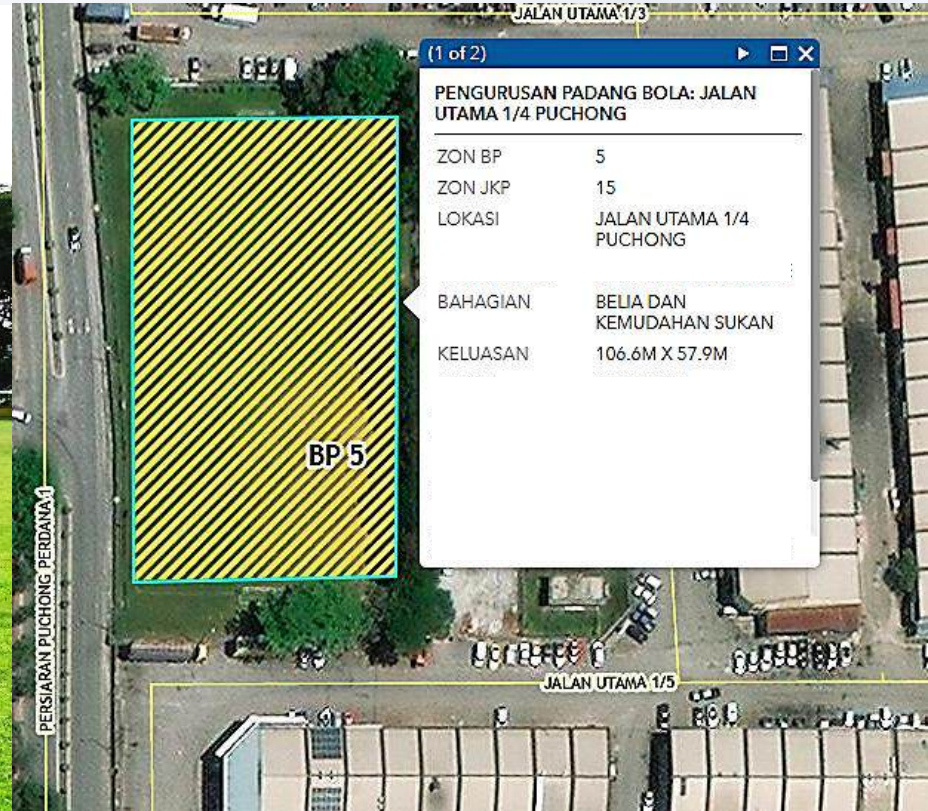 JALAN UTAMA 1/3
(1 of 2)
PENGURUSAN PADANG BOLA: JALAN
UTAMA 1/4 PUCHONG
ZON BP 5
ZON JKP 15
LOKASI JALAN UTAMA 1/4
PUCHONG
BAHAGIAN BELIA DAN
KEMUDAHAN SUKAN
KELUASAN 106.6M X 57.9M
BP 5
PERSIARAN PUCHONG PERDANA 1
JALAN UTAMA 1/5